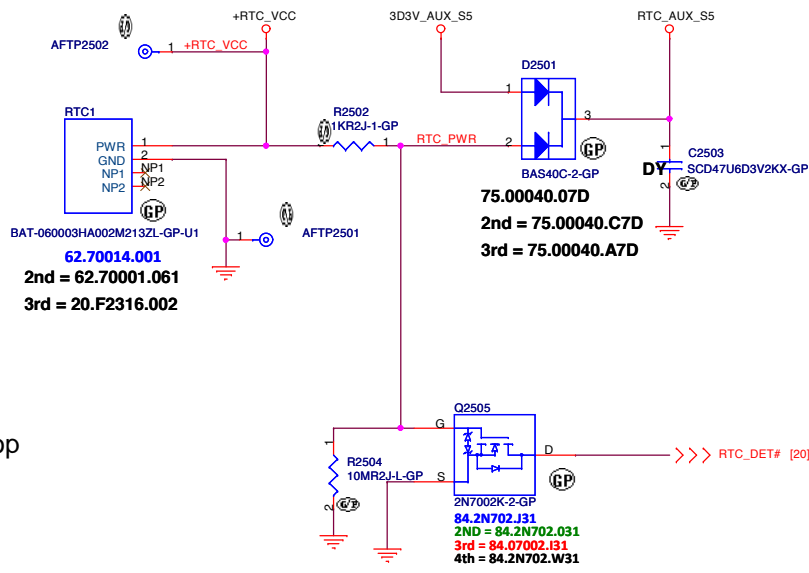 +RTC_VCC
3D3V_AUX_S5
RTC_AUX_S5
AFTP2502
1
+RTC_VCC
D2501
RTC1
R2502
1KR2J-1-GP
1
3
PWR 1
GND 2
NP1 NP1
NP2 NP2
1
RTC_PWR
2
GP
BAS40C-2-GP
1
C2503
DY
SCD47U6D3V2KX-GP
2
G/P
GP
BAT-060003HA002M213ZL-GP-U1
62.70014.001
2nd = 62.70001.061
3rd = 20.F2316.002
1
AFTP2501
75.00040.07D
2nd = 75.00040.C7D
3rd = 75.00040.A7D
Q2505
G
1
R2504
10MR2J-L-GP
2
G/P
S
D
GP
RTC_DET# [20]
2N7002K-2-GP
84.2N702.J31
2ND = 84.2N702.031
3rd = 84.07002.I31
4th = 84.2N702.W31